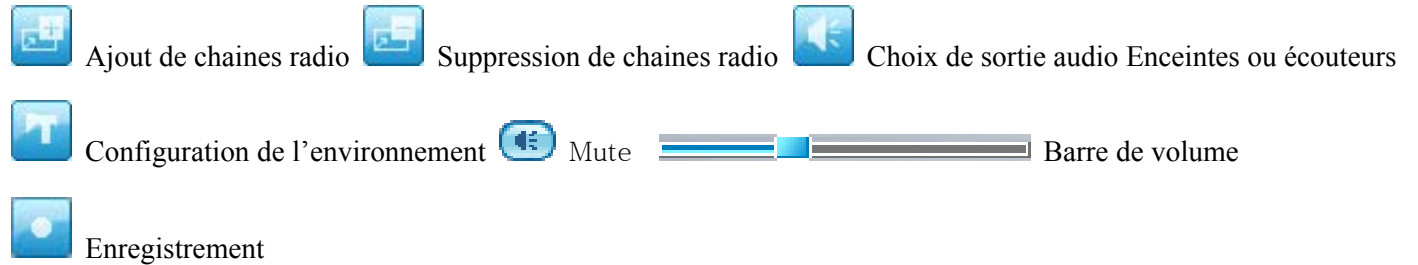 Ajout de chaines radio Suppression de chaines radio Choix de sortie audio Enceintes ou écouteurs
Configuration de l’environnement Mute Barre de volume
Enregistrement